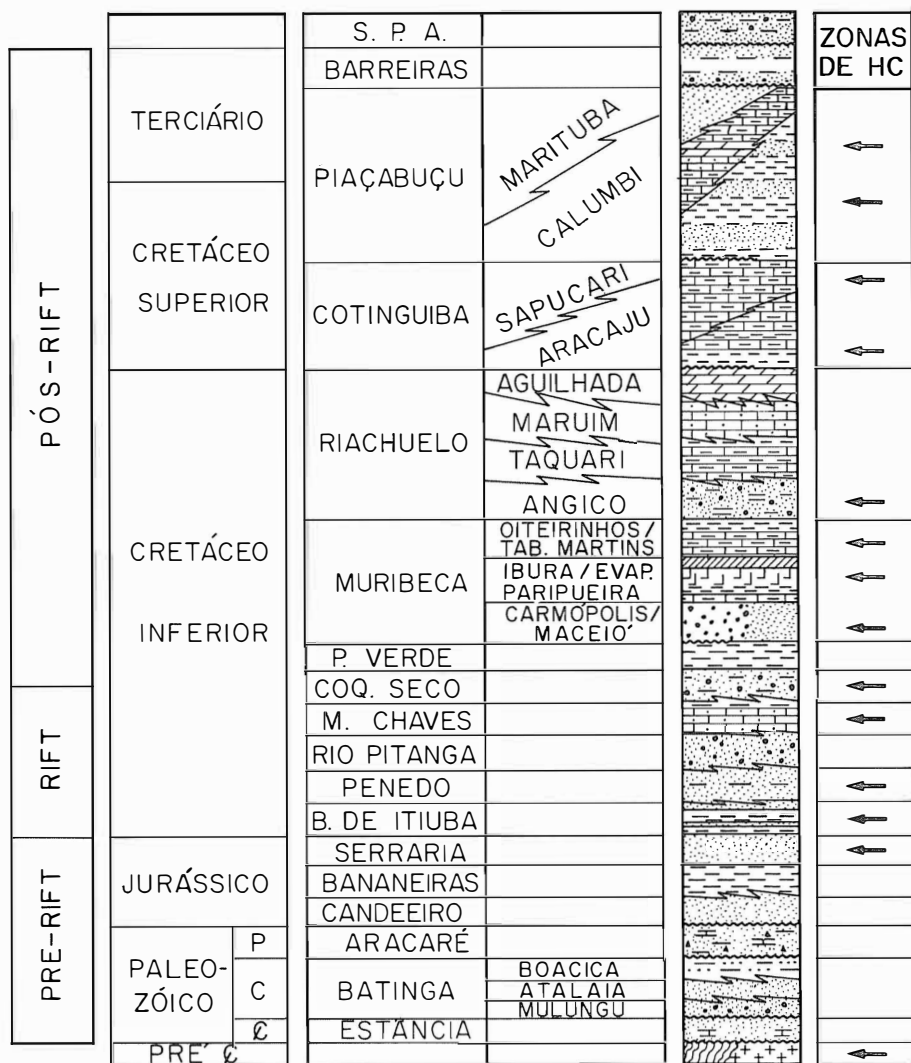 S. P. A.
ZONAS
DE HC
BARREIRAS
PÓS-RIFT
TERCIÁRIO
PIAÇABUÇU
MARITUBA
CALUMBI
CRETÁCEO
SUPERIOR
COTINGUIBA
SAPUCARI
ARACAJU
CRETÁCEO
INFERIOR
RIACHUELO
AGUILHADA
MARUIM
TAQUARI
ANGICO
MURIBECA
OITEIRINHOS/
TAB. MARTINS
IBURA / EVAP.
PARIPUEIRA
CARMÓPOLIS/
MACEIÓ
P. VERDE
RIFT
COQ. SECO
M. CHAVES
RIO PITANGA
PENEDO
B. DE ITIUBA
PRE-RIFT
JURÁSSICO
SERRARIA
BANANEIRAS
CANDEEIRO
PALEO-
ZÓICO
P
ARACARÉ
C
BATINGA
BOACICA
ATALAIA
MULUNGU
Ꞓ
ESTÂNCIA
PRÉ Ꞓ